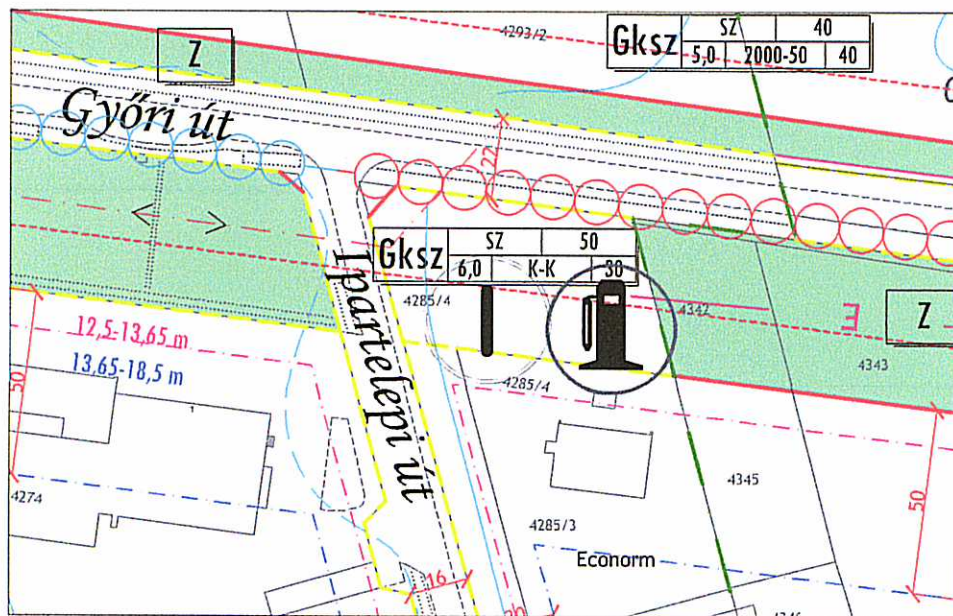 4293/2
Gksz SZ 40
5,0 2000-50 40
Z
Győri út
22
Gksz SZ 50
6,0 K-K 30
Ipartelepi út
4285/4
4342
E
Z
4343
12,5-13,65 m
13,65-18,5 m
50
4285/4
1
4274
4345
50
4285/3
Econorm
16